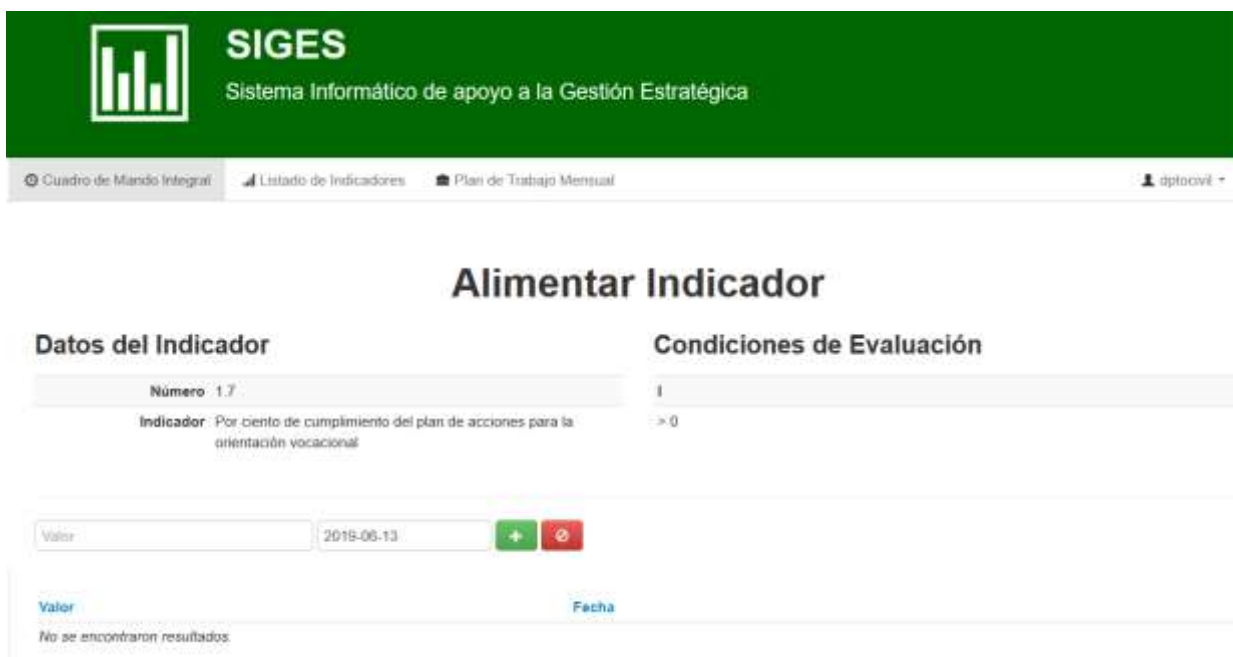 SIGES
Sistema Informático de apoyo a la Gestión Estratégica
Cuadro de Mando Integral Listado de Indicadores Plan de Trabajo Mensual dptocivil
Alimentar Indicador
Datos del Indicador Condiciones de Evaluación
Número 1.7 I
Indicador Por ciento de cumplimiento del plan de acciones para la > 0
orientación vocacional
Valor 2019-06-13
Valor Fecha
No se encontraron resultados.